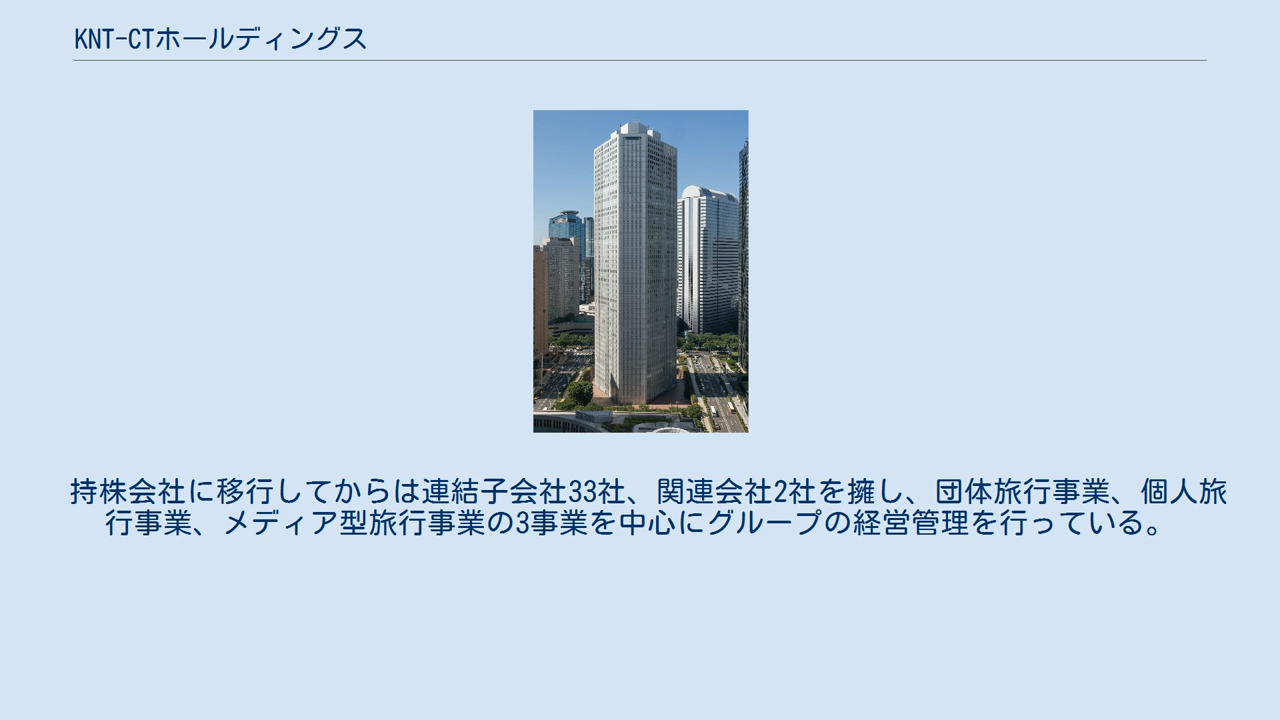 KNT-CTホールディングス
持株会社に移行してからは連結子会社33社、関連会社2社を擁し、団体旅行事業、個人旅
行事業、メディア型旅行事業の3事業を中心にグループの経営管理を行っている。